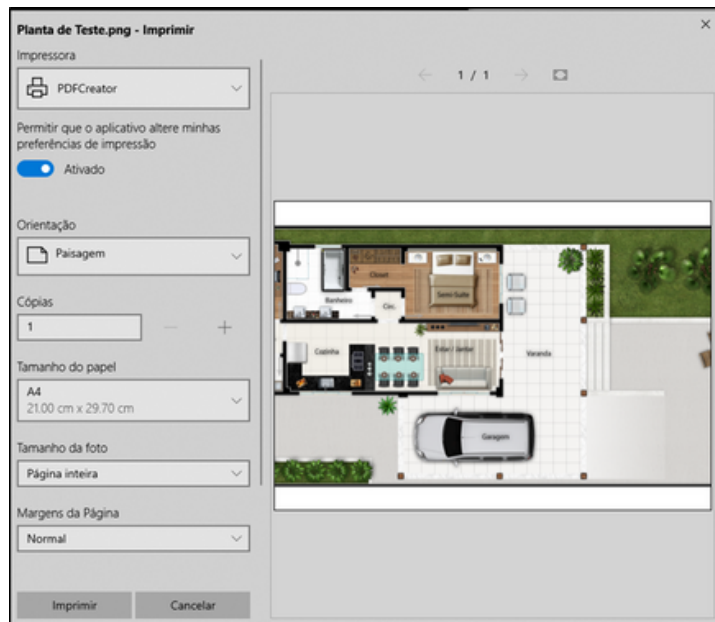 Planta de Teste.png - Imprimir
Impressora
PDFCreator
Permitir que o aplicativo altere minhas
preferências de impressão
Ativado
Orientação
Paisagem
Cópias
1
Tamanho do papel
A4
21.00 cm x 29.70 cm
Tamanho da foto
Página inteira
Margens da Página
Normal
Imprimir
Cancelar
1 / 1
Closet
Banheiro
Circ.
Semi-Suíte
Cozinha
Estar / Jantar
Varanda
Garagem